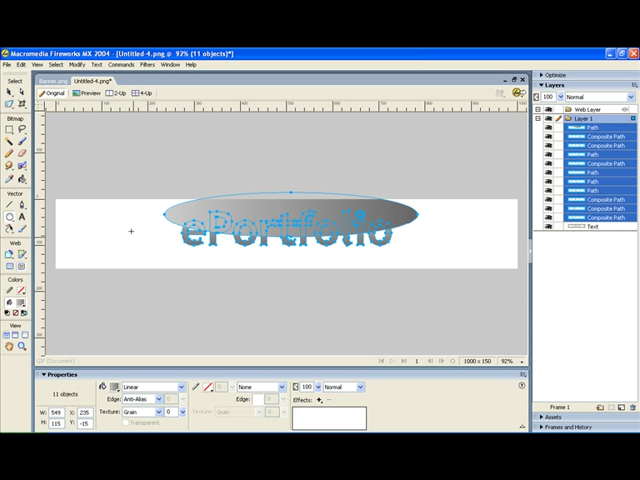 Macromedia Fireworks MX 2004 - [Untitled-4.png @ 92% (11 objects)*]
File Edit View Select Modify Text Commands Filters Window Help
Select
Bitmap
Vector
Web
Colors
View
Banner.png Untitled-4.png*
Original Preview 2-Up 4-Up
ePortfolio
GIF (Document)
1 1000 x 150 92%
Properties
11 objects
W: 549 X: 235
H: 115 Y: -15
Linear
Edge: Anti-Alias 0
Texture: Grain 0
Transparent
None
Edge: 0
Texture: Grain 0
100 Normal
Effects:
Optimize
Layers
100 Normal
Web Layer
Layer 1
Path
Composite Path
Composite Path
Path
Path
Composite Path
Path
Path
Composite Path
Composite Path
Composite Path
Text
Frame 1
Assets
Frames and History